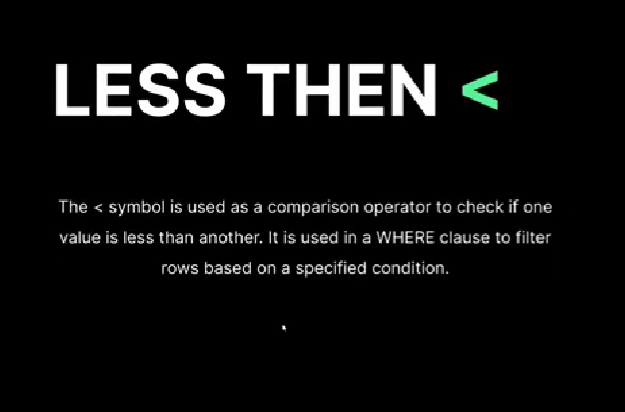 LESS THEN <
The < symbol is used as a comparison operator to check if one
value is less than another. It is used in a WHERE clause to filter
rows based on a specified condition.